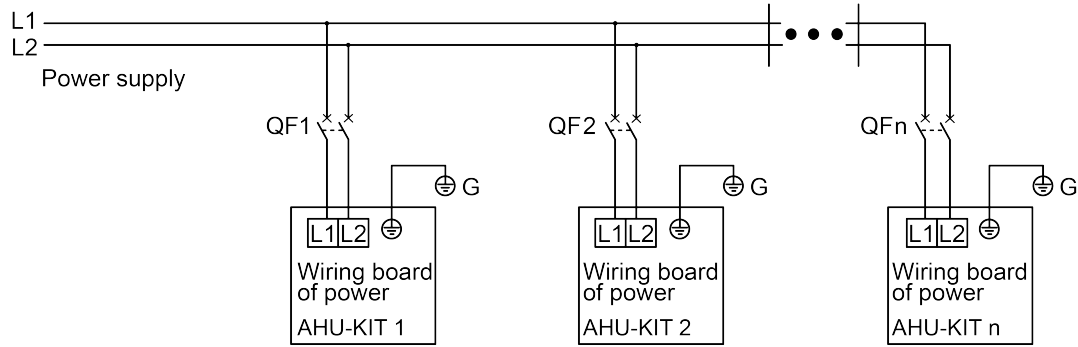 L1
L2
Power supply
QF1
QF2
QFn
G
G
G
L1 L2
L1 L2
L1 L2
Wiring board
of power
AHU-KIT 1
Wiring board
of power
AHU-KIT 2
Wiring board
of power
AHU-KIT n